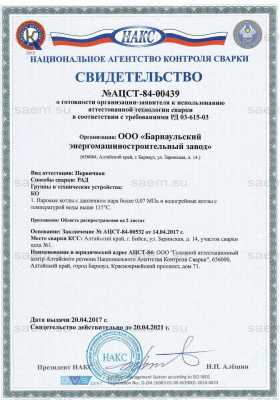 НАКС
НАЦИОНАЛЬНОЕ АГЕНТСТВО КОНТРОЛЯ СВАРКИ
СВИДЕТЕЛЬСТВО
№АЦСТ-84-00439
о готовности организации-заявителя к использованию
аттестованной технологии сварки
в соответствии с требованиями РД 03-615-03
Организация: ООО «Барнаульский
энергомашиностроительный завод»
(656064, Алтайский край, г. Барнаул, ул. Заринская, д. 14.)
Вид аттестации: Первичная
Способы сварки: РАД
Группы и технические устройства:
КО
1. Паровые котлы с давлением пара более 0,07 МПа и водогрейные котлы с
температурой воды выше 115°С.
Приложение: Область распространения на 2 листах
Основание: Заключение № АЦСТ-84-00532 от 14.04.2017 г.
Место сварки КСС: Алтайский край, г. Бийск, ул. Заринская, д. 14, участок сварки
цеха №1.
Наименование и юридический адрес АЦСТ-84: ООО "Головной аттестационный
центр Алтайского региона Национального Агентства Контроля Сварки", 656000,
Алтайский край, город Барнаул, Красноармейский проспект, дом 71.
Дата выдачи 20.04.2017 г.
Свидетельство действительно до 20.04.2021 г.
Президент НАКС
Н.П. Алёшин
НАКС
saem.su